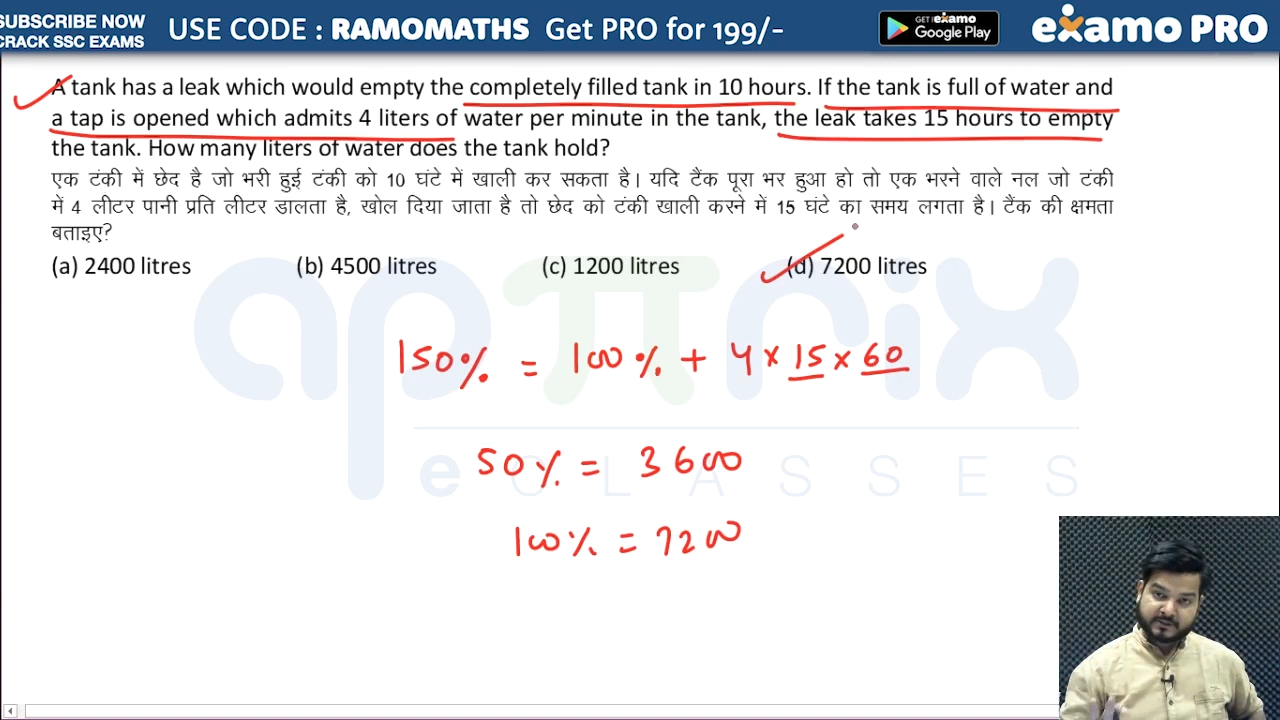 SUBSCRIBE NOW
CRACK SSC EXAMS
USE CODE : RAMOMATHS Get PRO for 199/-
GET it examo
Google Play
examo PRO
A tank has a leak which would empty the completely filled tank in 10 hours. If the tank is full of water and
a tap is opened which admits 4 liters of water per minute in the tank, the leak takes 15 hours to empty
the tank. How many liters of water does the tank hold?
एक टंकी में छेद है जो भरी हुई टंकी को 10 घंटे में खाली कर सकता है। यदि टैंक पूरा भर हुआ हो तो एक भरने वाले नल जो टंकी
में 4 लीटर पानी प्रति लीटर डालता है, खोल दिया जाता है तो छेद को टंकी खाली करने में 15 घंटे का समय लगता है। टैंक की क्षमता
बताइए?
(a) 2400 litres (b) 4500 litres (c) 1200 litres (d) 7200 litres
apπrix
150% = 100% + 4 × 15 × 60
e CLASSES
50% = 3600
100% = 7200